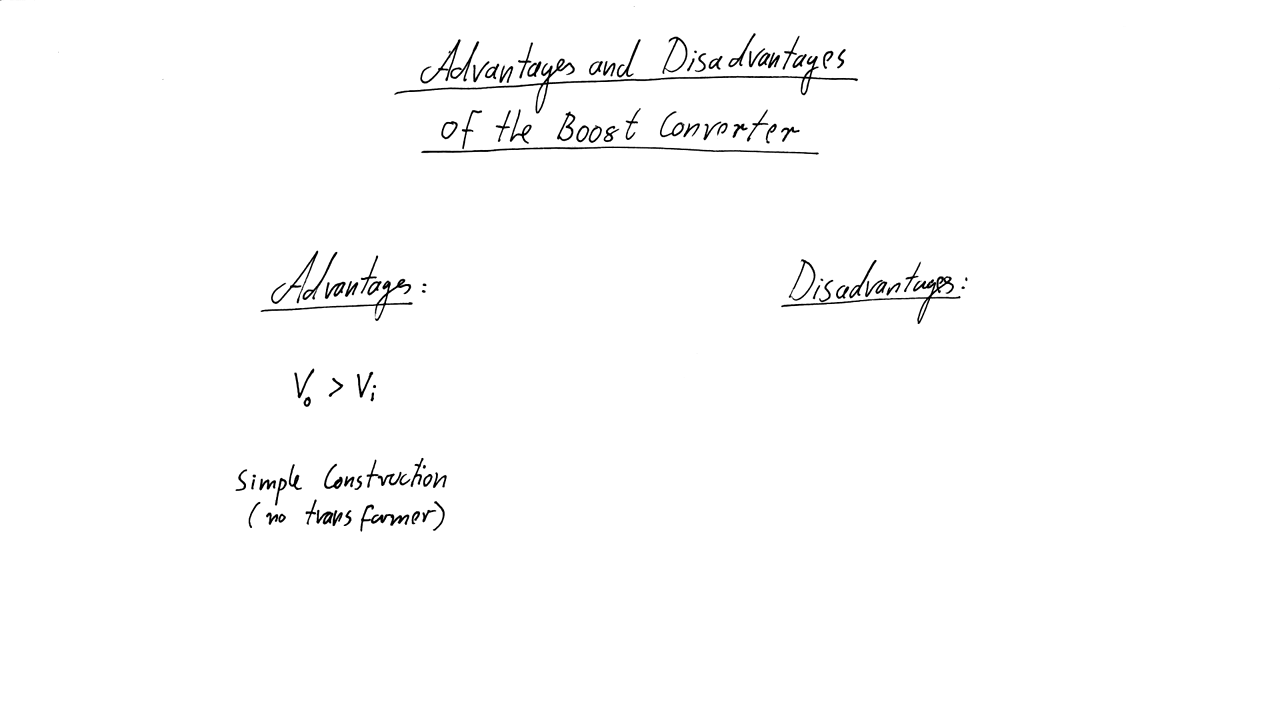 Advantages and Disadvantages
of the Boost Converter
Advantages:
Disadvantages:
V₀ > Vᵢ
Simple Construction
(no transformer)